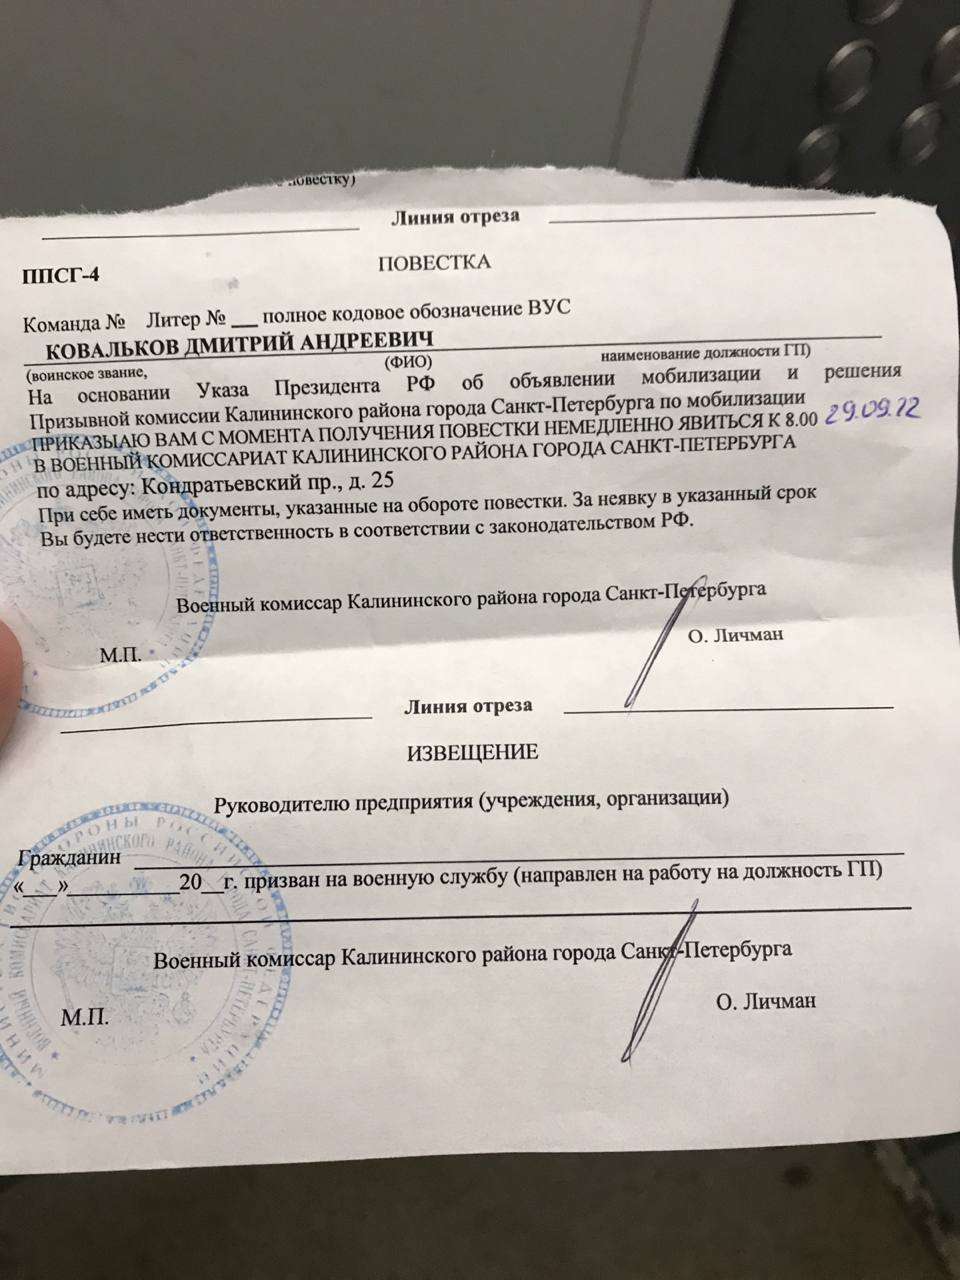 повестку)
Линия отреза
ППСГ-4
ПОВЕСТКА
Команда № Литер № __ полное кодовое обозначение ВУС
КОВАЛЬКОВ ДМИТРИЙ АНДРЕЕВИЧ
(воинское звание, (ФИО) наименование должности ГП)
На основании Указа Президента РФ об объявлении мобилизации и решения
Призывной комиссии Калининского района города Санкт-Петербурга по мобилизации
ПРИКАЗЫАЮ ВАМ С МОМЕНТА ПОЛУЧЕНИЯ ПОВЕСТКИ НЕМЕДЛЕННО ЯВИТЬСЯ К 8.00 29.09.22
В ВОЕННЫЙ КОМИССАРИАТ КАЛИНИНСКОГО РАЙОНА ГОРОДА САНКТ-ПЕТЕРБУРГА
по адресу: Кондратьевский пр., д. 25
При себе иметь документы, указанные на обороте повестки. За неявку в указанный срок
Вы будете нести ответственность в соответствии с законодательством РФ.
Военный комиссар Калининского района города Санкт-Петербурга
М.П. О. Личман
Линия отреза
ИЗВЕЩЕНИЕ
Руководителю предприятия (учреждения, организации)
Гражданин
«___»__________20__г. призван на военную службу (направлен на работу на должность ГП)
Военный комиссар Калининского района города Санкт-Петербурга
М.П. О. Личман